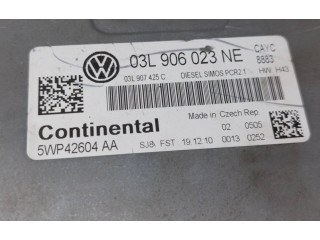 03L 906 023 NE CAYC
8883
03L 907 425 C DIESEL SIMOS PCR2.1 HW: H43
Continental
Made in Czech Rep.
02 0505
5WP42604 AA SJB FST 19.12.10 0013 0252